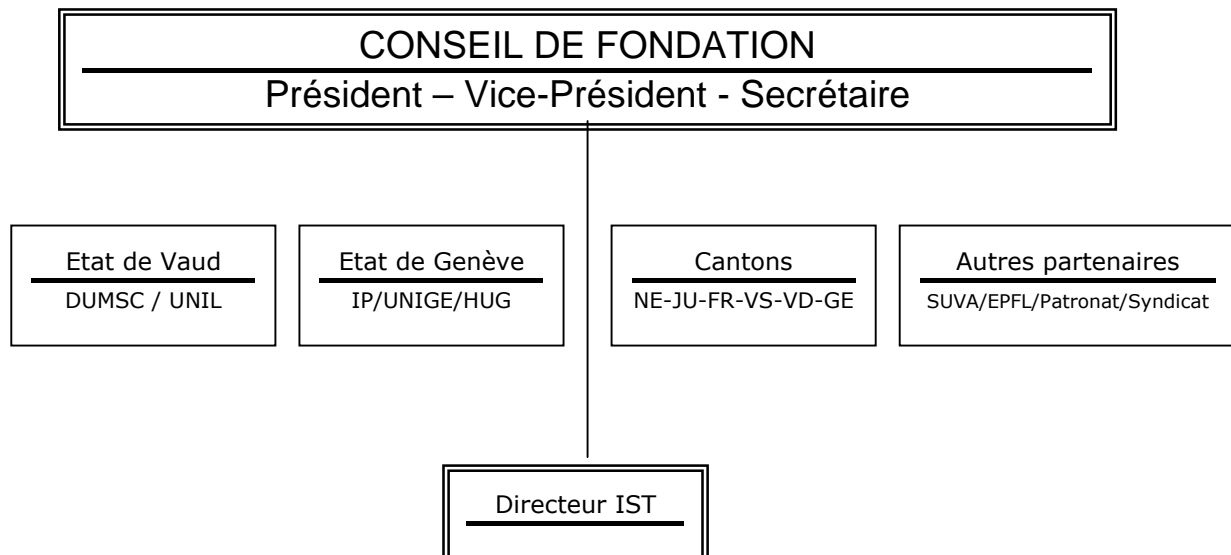 CONSEIL DE FONDATION
Président – Vice-Président - Secrétaire
Etat de Vaud
DUMSC / UNIL
Etat de Genève
IP/UNIGE/HUG
Cantons
NE-JU-FR-VS-VD-GE
Autres partenaires
SUVA/EPFL/Patronat/Syndicat
Directeur IST